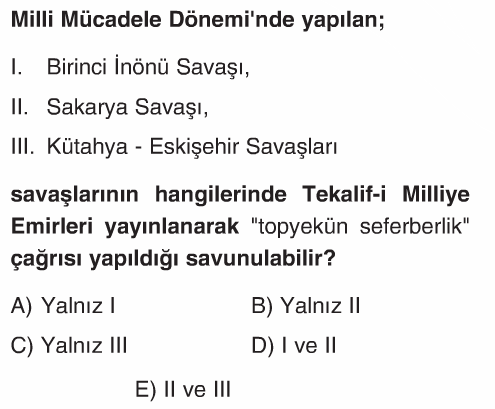 Milli Mücadele Dönemi'nde yapılan;
I. Birinci İnönü Savaşı,
II. Sakarya Savaşı,
III. Kütahya - Eskişehir Savaşları
savaşlarının hangilerinde Tekalif-i Milliye
Emirleri yayınlanarak "topyekün seferberlik"
çağrısı yapıldığı savunulabilir?
A) Yalnız I B) Yalnız II
C) Yalnız III D) I ve II
E) II ve III